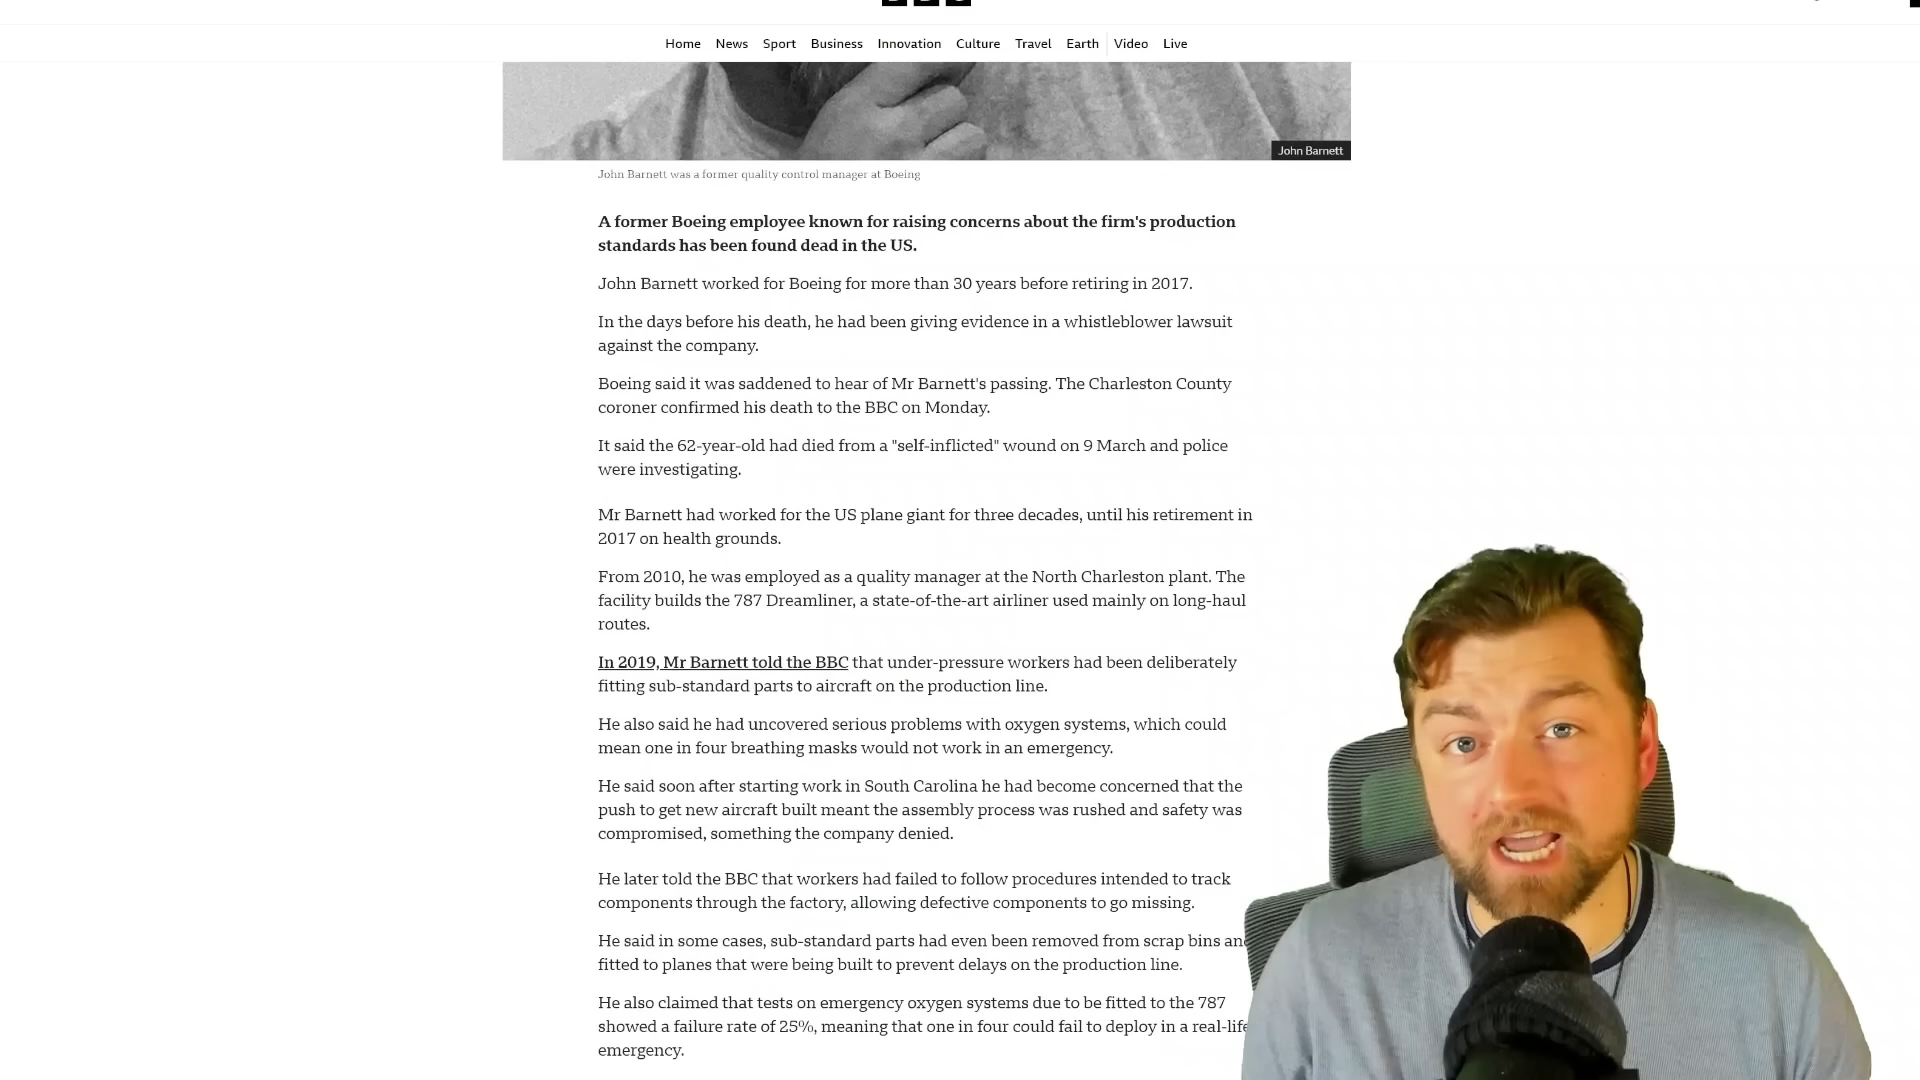 Home News Sport Business Innovation Culture Travel Earth Video Live
John Barnett
John Barnett was a former quality control manager at Boeing
A former Boeing employee known for raising concerns about the firm's production
standards has been found dead in the US.
John Barnett worked for Boeing for more than 30 years before retiring in 2017.
In the days before his death, he had been giving evidence in a whistleblower lawsuit
against the company.
Boeing said it was saddened to hear of Mr Barnett's passing. The Charleston County
coroner confirmed his death to the BBC on Monday.
It said the 62-year-old had died from a "self-inflicted" wound on 9 March and police
were investigating.
Mr Barnett had worked for the US plane giant for three decades, until his retirement in
2017 on health grounds.
From 2010, he was employed as a quality manager at the North Charleston plant. The
facility builds the 787 Dreamliner, a state-of-the-art airliner used mainly on long-haul
routes.
In 2019, Mr Barnett told the BBC that under-pressure workers had been deliberately
fitting sub-standard parts to aircraft on the production line.
He also said he had uncovered serious problems with oxygen systems, which could
mean one in four breathing masks would not work in an emergency.
He said soon after starting work in South Carolina he had become concerned that the
push to get new aircraft built meant the assembly process was rushed and safety was
compromised, something the company denied.
He later told the BBC that workers had failed to follow procedures intended to track
components through the factory, allowing defective components to go missing.
He said in some cases, sub-standard parts had even been removed from scrap bins and
fitted to planes that were being built to prevent delays on the production line.
He also claimed that tests on emergency oxygen systems due to be fitted to the 787
showed a failure rate of 25%, meaning that one in four could fail to deploy in a real-life
emergency.